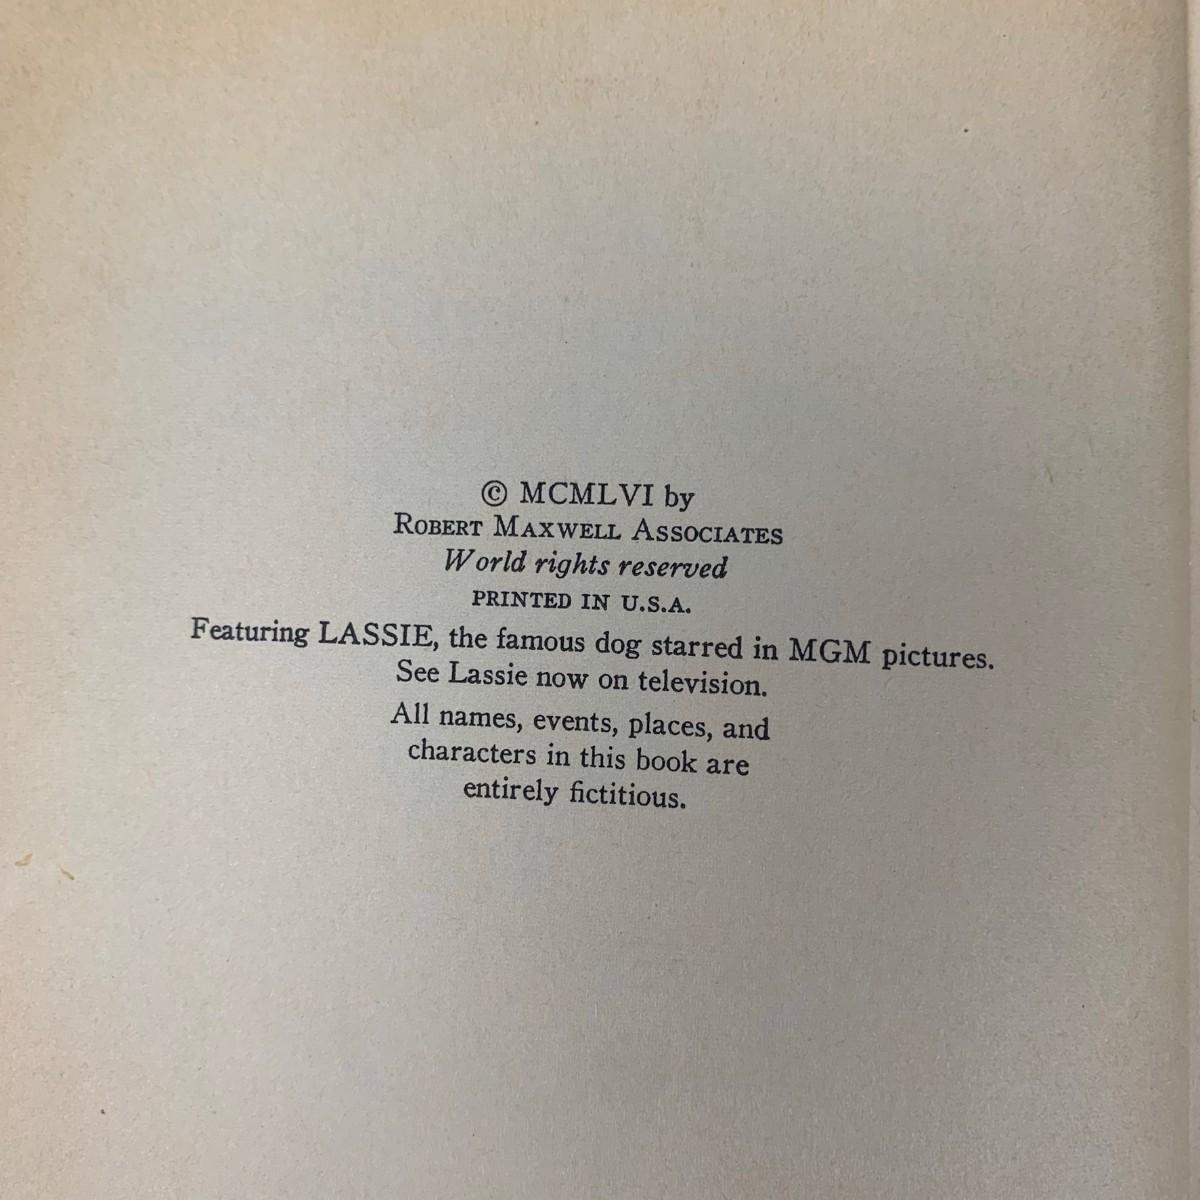 © MCMLVI by
ROBERT MAXWELL ASSOCIATES
World rights reserved
PRINTED IN U.S.A.
Featuring LASSIE, the famous dog starred in MGM pictures.
See Lassie now on television.
All names, events, places, and
characters in this book are
entirely fictitious.